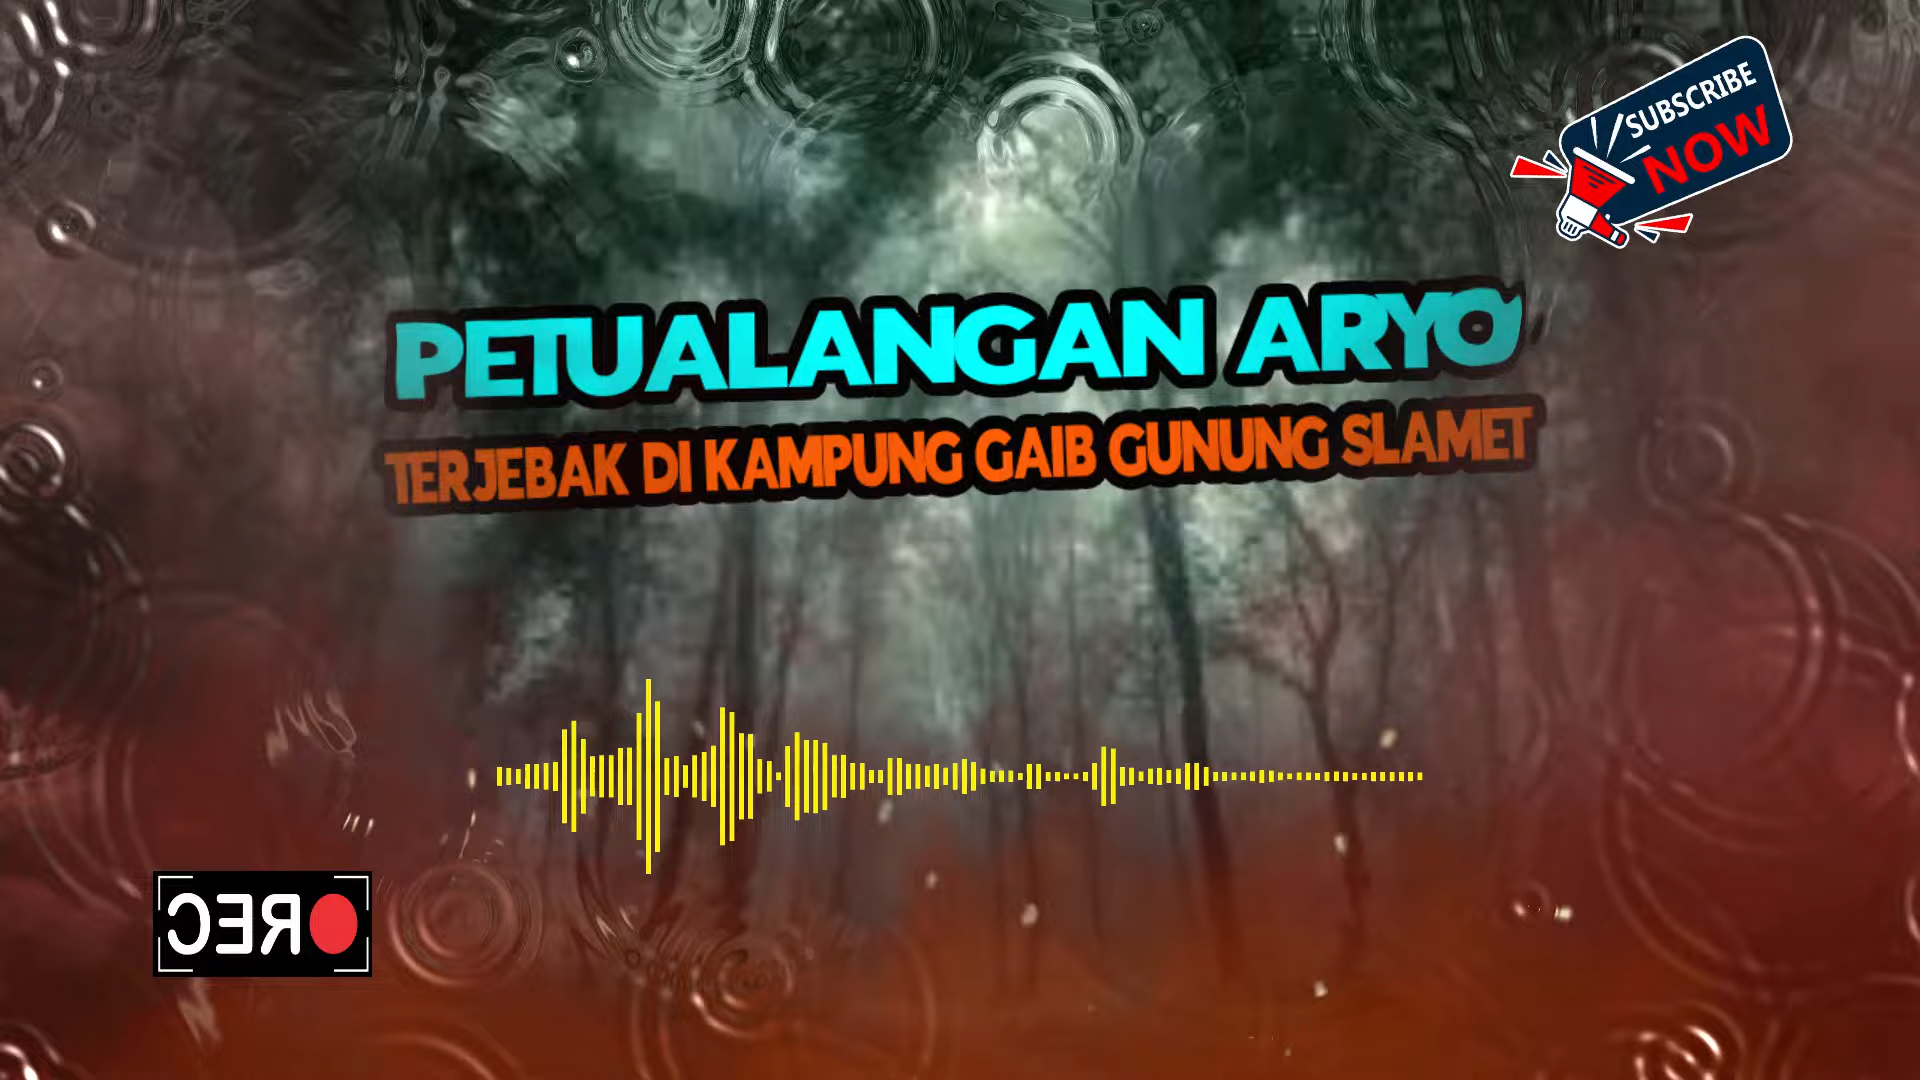 SUBSCRIBE
NOW
PETUALANGAN ARYO
TERJEBAK DI KAMPUNG GAIB GUNUNG SLAMET
REC